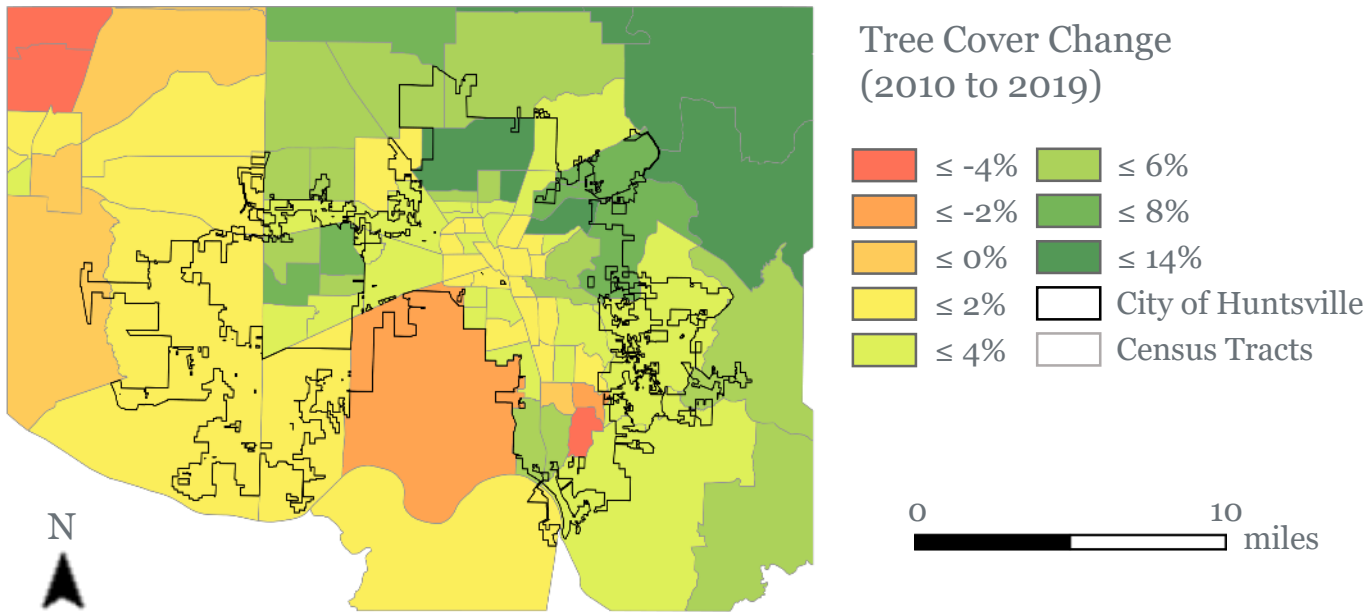 Tree Cover Change
(2010 to 2019)
≤ -4%
≤ -2%
≤ 0%
≤ 2%
≤ 4%
≤ 6%
≤ 8%
≤ 14%
City of Huntsville
Census Tracts
N
0 10
miles